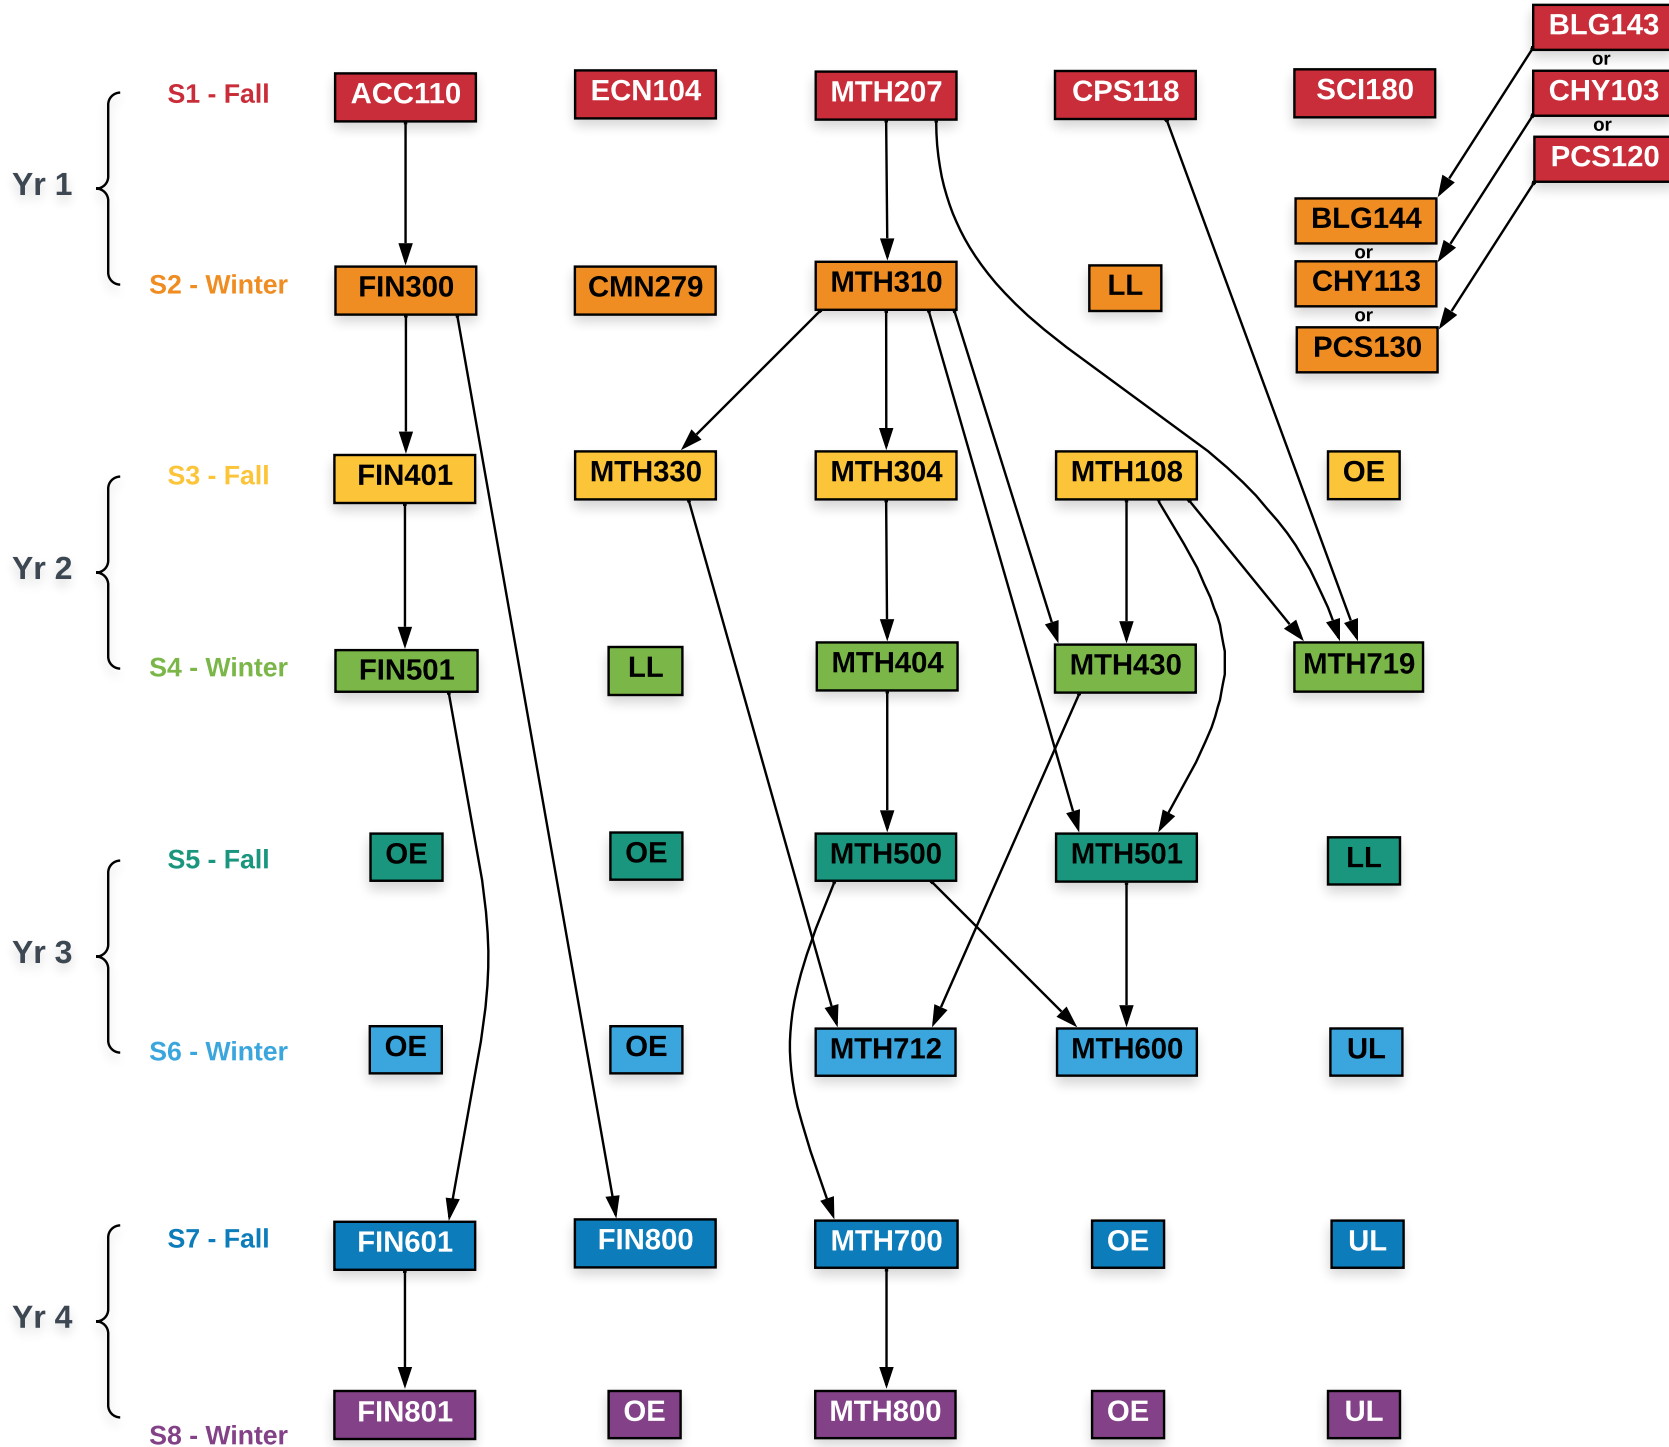 BLG143
or
S1 - Fall ACC110 ECN104 MTH207 CPS118 SCI180 CHY103
or
PCS120
Yr 1
BLG144
or
S2 - Winter FIN300 CMN279 MTH310 LL CHY113
or
PCS130
S3 - Fall FIN401 MTH330 MTH304 MTH108 OE
Yr 2
S4 - Winter FIN501 LL MTH404 MTH430 MTH719
S5 - Fall OE OE MTH500 MTH501 LL
Yr 3
S6 - Winter OE OE MTH712 MTH600 UL
S7 - Fall FIN601 FIN800 MTH700 OE UL
Yr 4
S8 - Winter FIN801 OE MTH800 OE UL